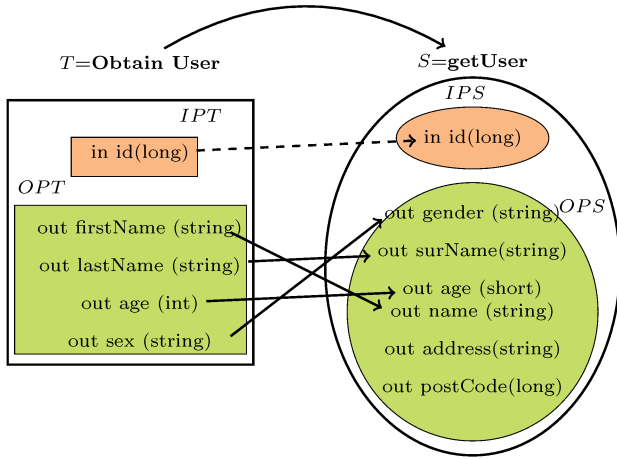 T=Obtain User
S=getUser
IPT
in id(long)
OPT
out firstName (string)
out lastName (string)
out age (int)
out sex (string)
IPS
in id(long)
OPS
out gender (string)
out surName(string)
out age (short)
out name (string)
out address(string)
out postCode(long)